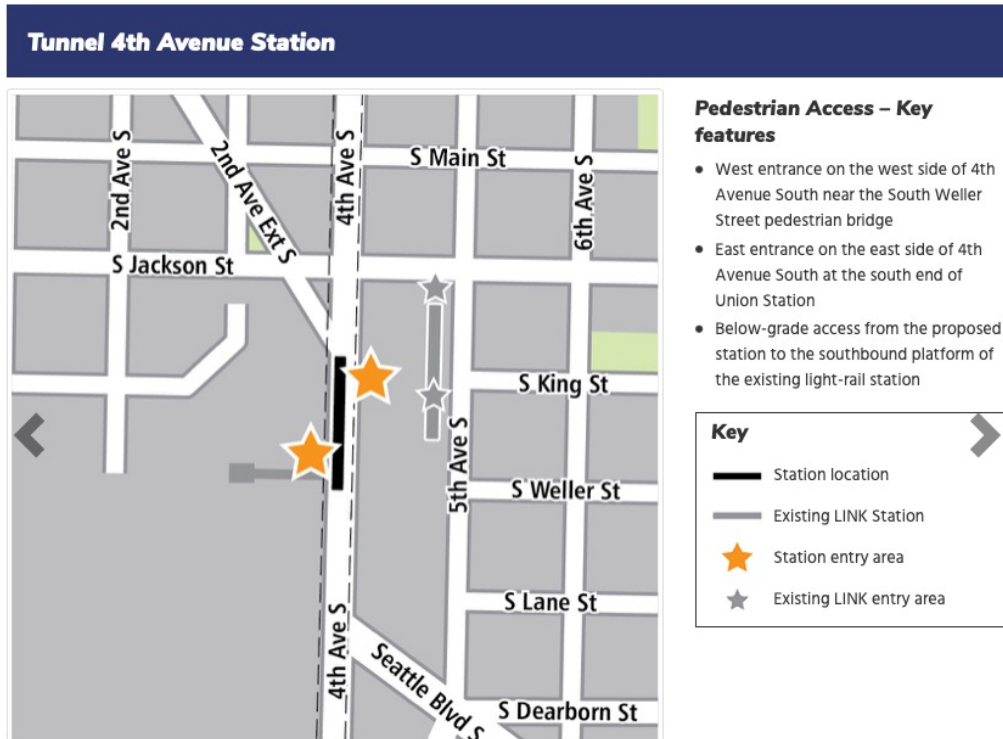 Tunnel 4th Avenue Station
2nd Ave S
2nd Ave Ext S
4th Ave S
S Main St
6th Ave S
S Jackson St
S King St
5th Ave S
S Weller St
S Lane St
4th Ave S
Seattle Blvd S
S Dearborn St
Pedestrian Access – Key
features
• West entrance on the west side of 4th
Avenue South near the South Weller
Street pedestrian bridge
• East entrance on the east side of 4th
Avenue South at the south end of
Union Station
• Below-grade access from the proposed
station to the southbound platform of
the existing light-rail station
Key
Station location
Existing LINK Station
Station entry area
Existing LINK entry area